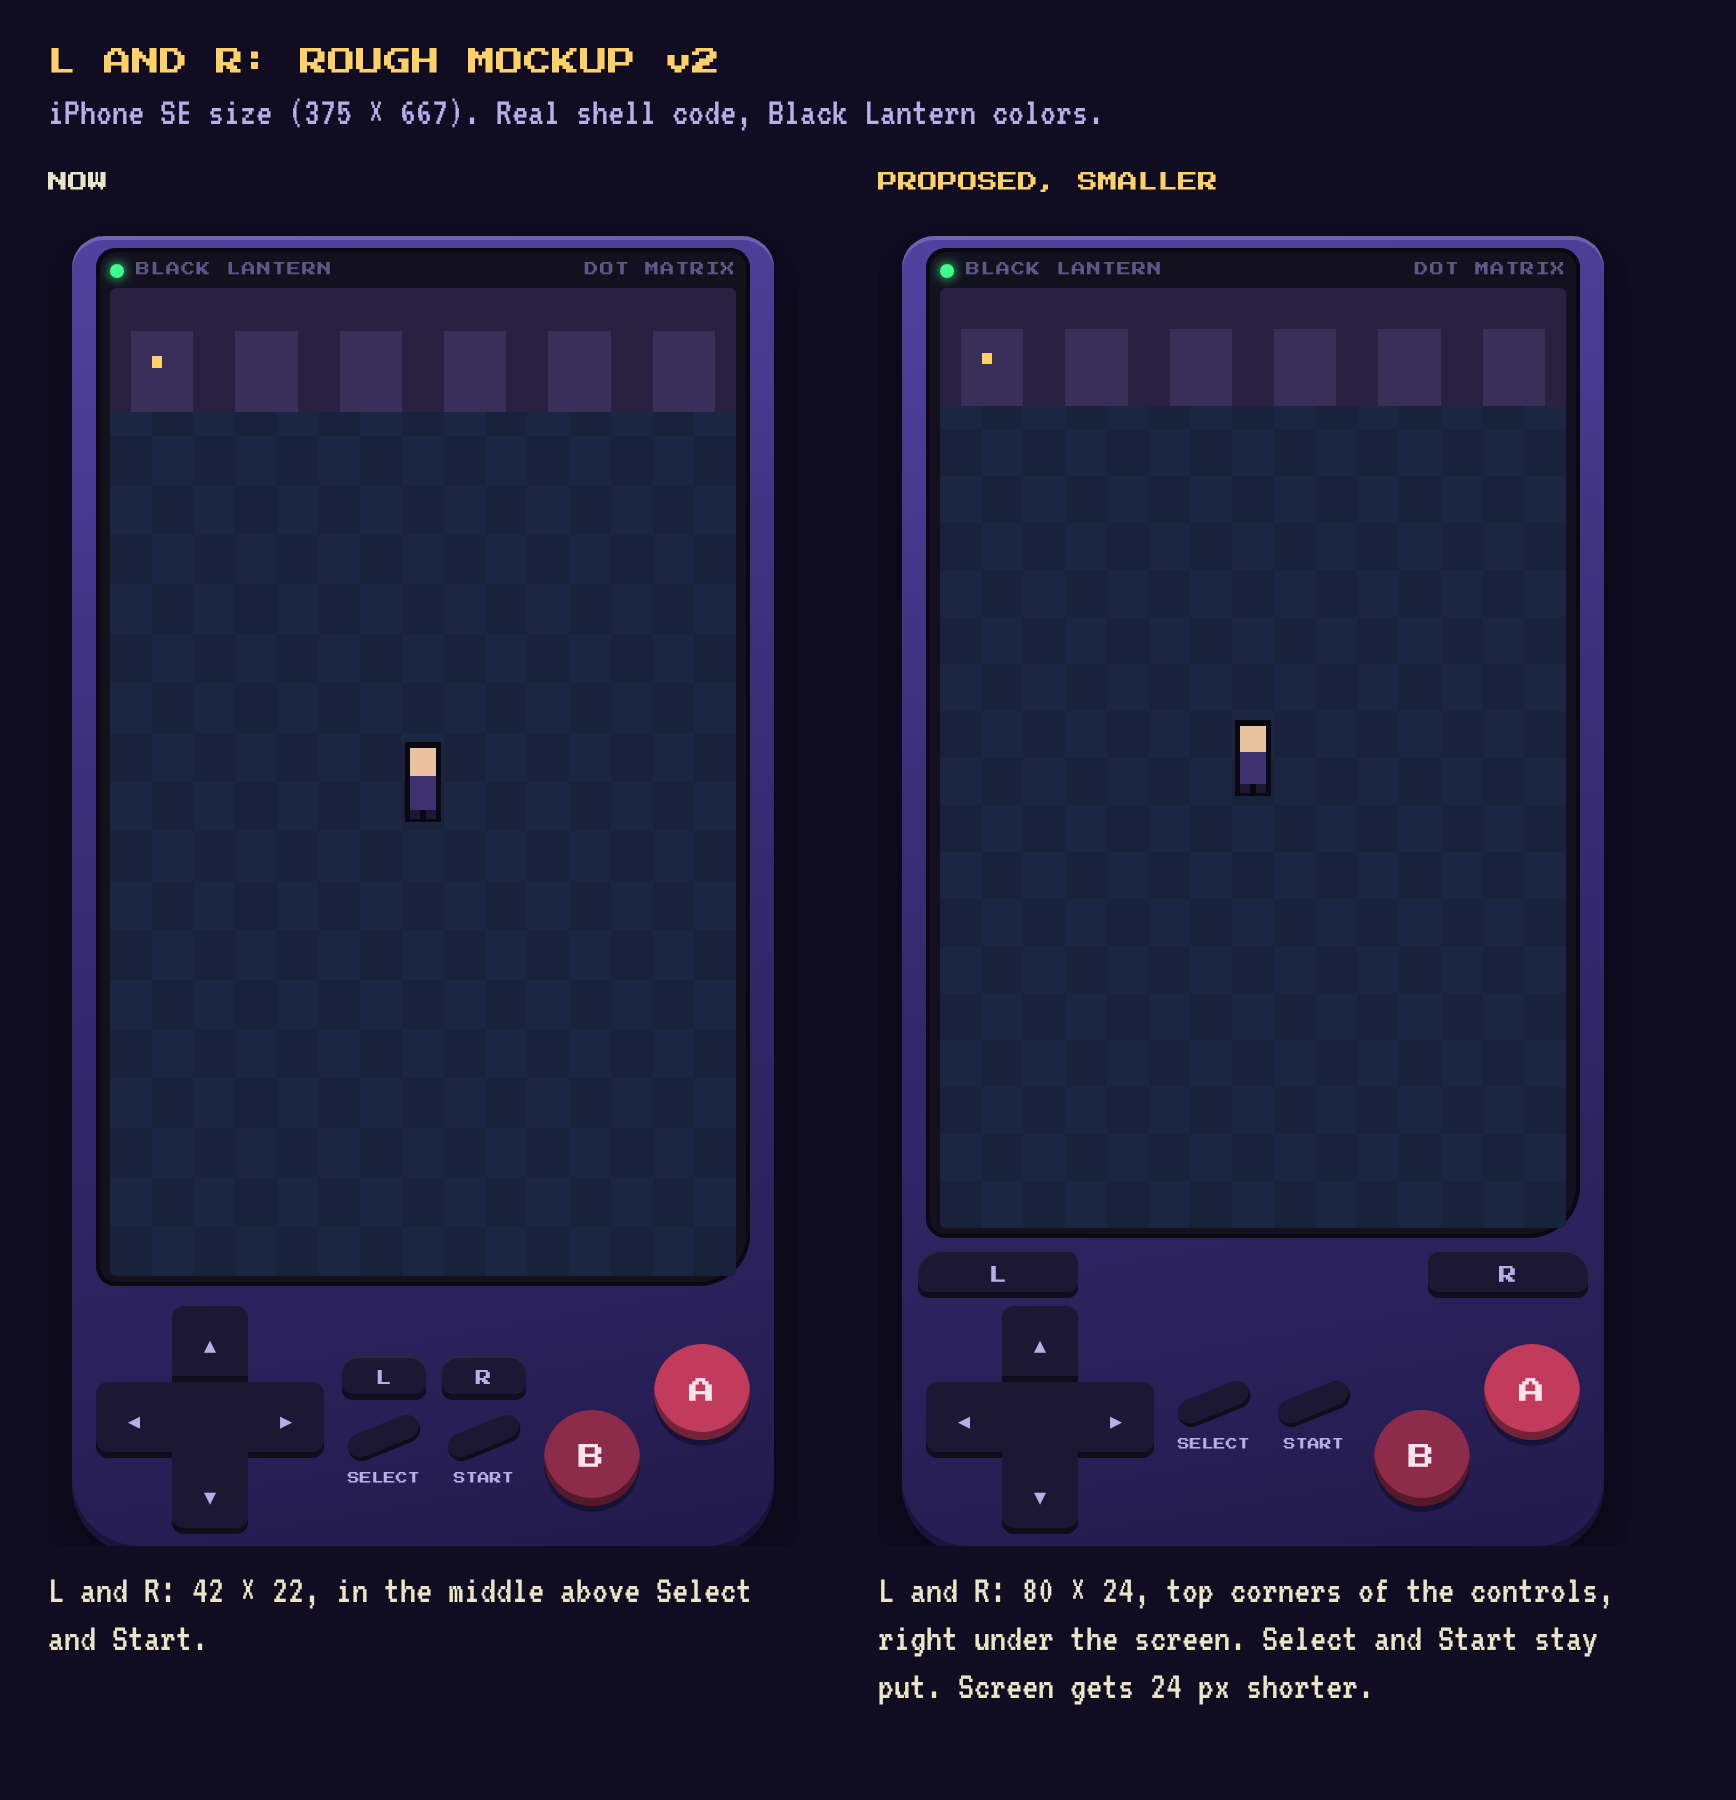 L AND R: ROUGH MOCKUP v2
iPhone SE size (375 X 667). Real shell code, Black Lantern colors.
NOW
BLACK LANTERN DOT MATRIX
▲
L R
A
◄ ►
B
SELECT START
▼
L and R: 42 X 22, in the middle above Select
and Start.
PROPOSED, SMALLER
BLACK LANTERN DOT MATRIX
L R
▲
A
◄ ►
SELECT START
B
▼
L and R: 80 X 24, top corners of the controls,
right under the screen. Select and Start stay
put. Screen gets 24 px shorter.